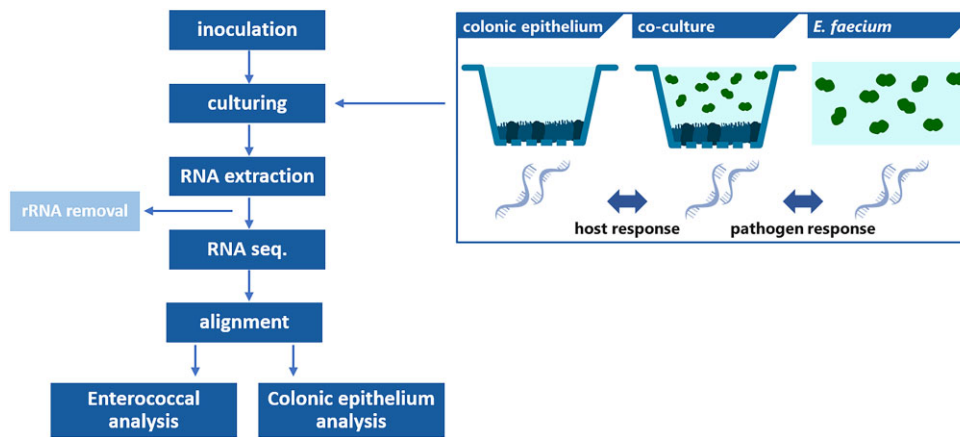 inoculation
culturing
RNA extraction
rRNA removal
RNA seq.
alignment
Enterococcal
analysis
Colonic epithelium
analysis
colonic epithelium
co-culture
E. faecium
host response
pathogen response